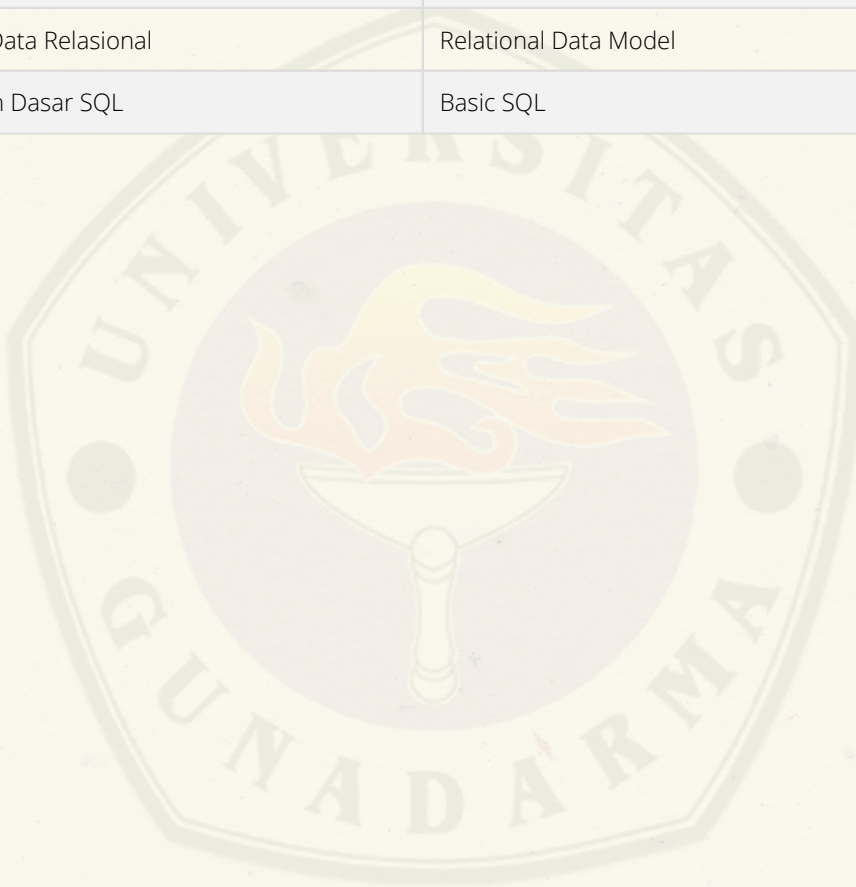 Data Relasional Relational Data Model
Dasar SQL Basic SQL
UNIVERSITAS
GUNADARMA